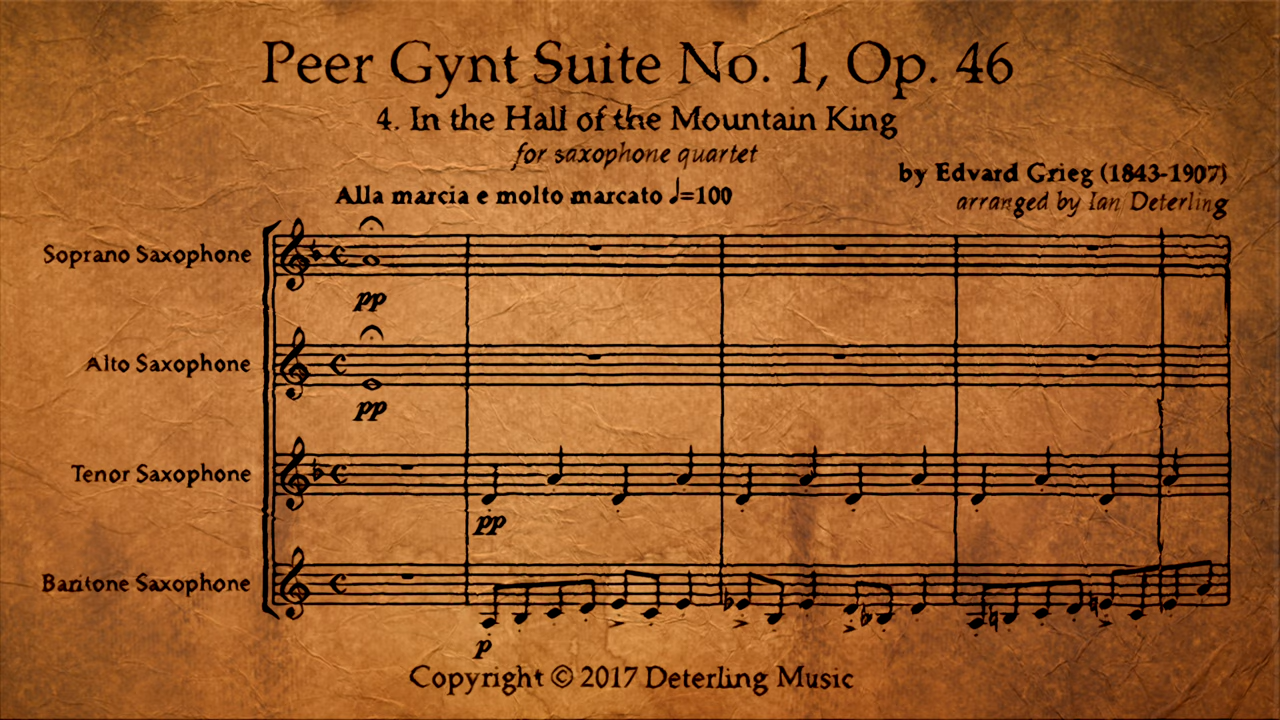 Peer Gynt Suite No. 1, Op. 46
4. In the Hall of the Mountain King
for saxophone quartet
by Edvard Grieg (1843-1907)
Alla marcia e molto marcato ♩=100
arranged by Ian Deterling
Soprano Saxophone
pp
Alto Saxophone
pp
Tenor Saxophone
pp
Baritone Saxophone
p
Copyright © 2017 Deterling Music